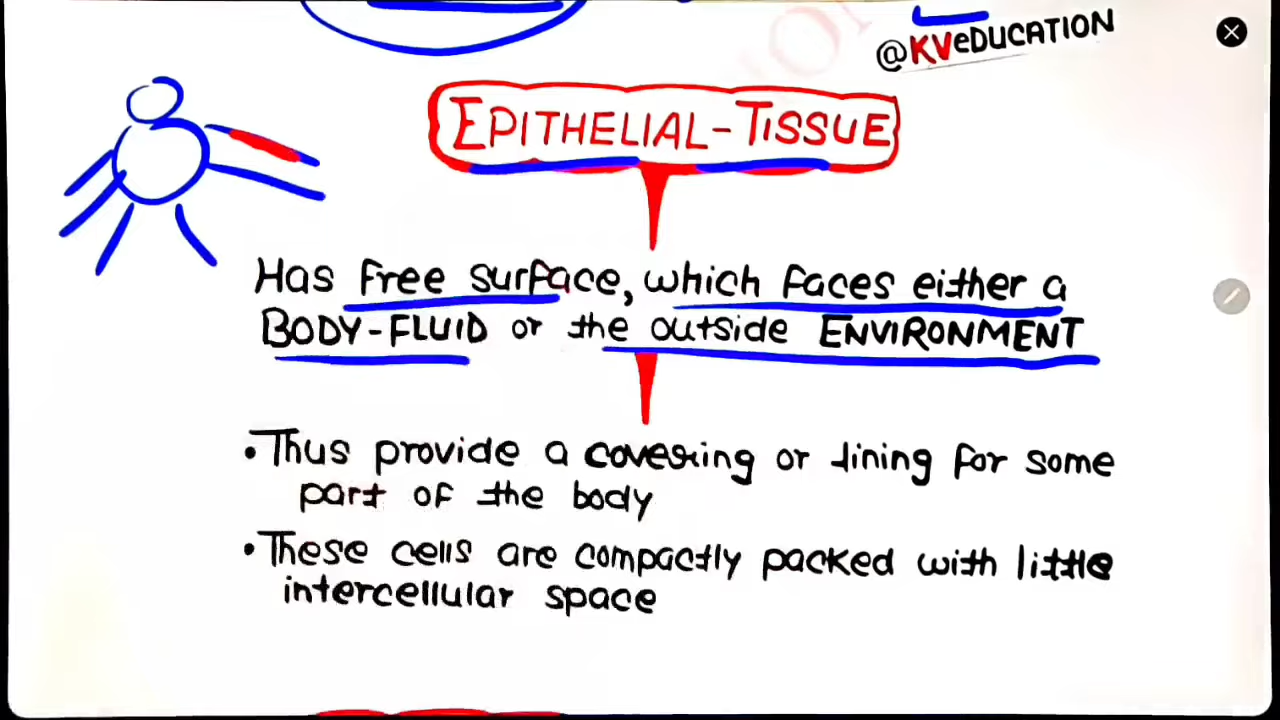 @KVeDUCATION
EPITHELIAL-TISSUE
Has free surface, which faces either a
BODY-FLUID or the outside ENVIRONMENT
•Thus provide a covering or lining for some
part of the body
•These cells are compactly packed with little
intercellular space